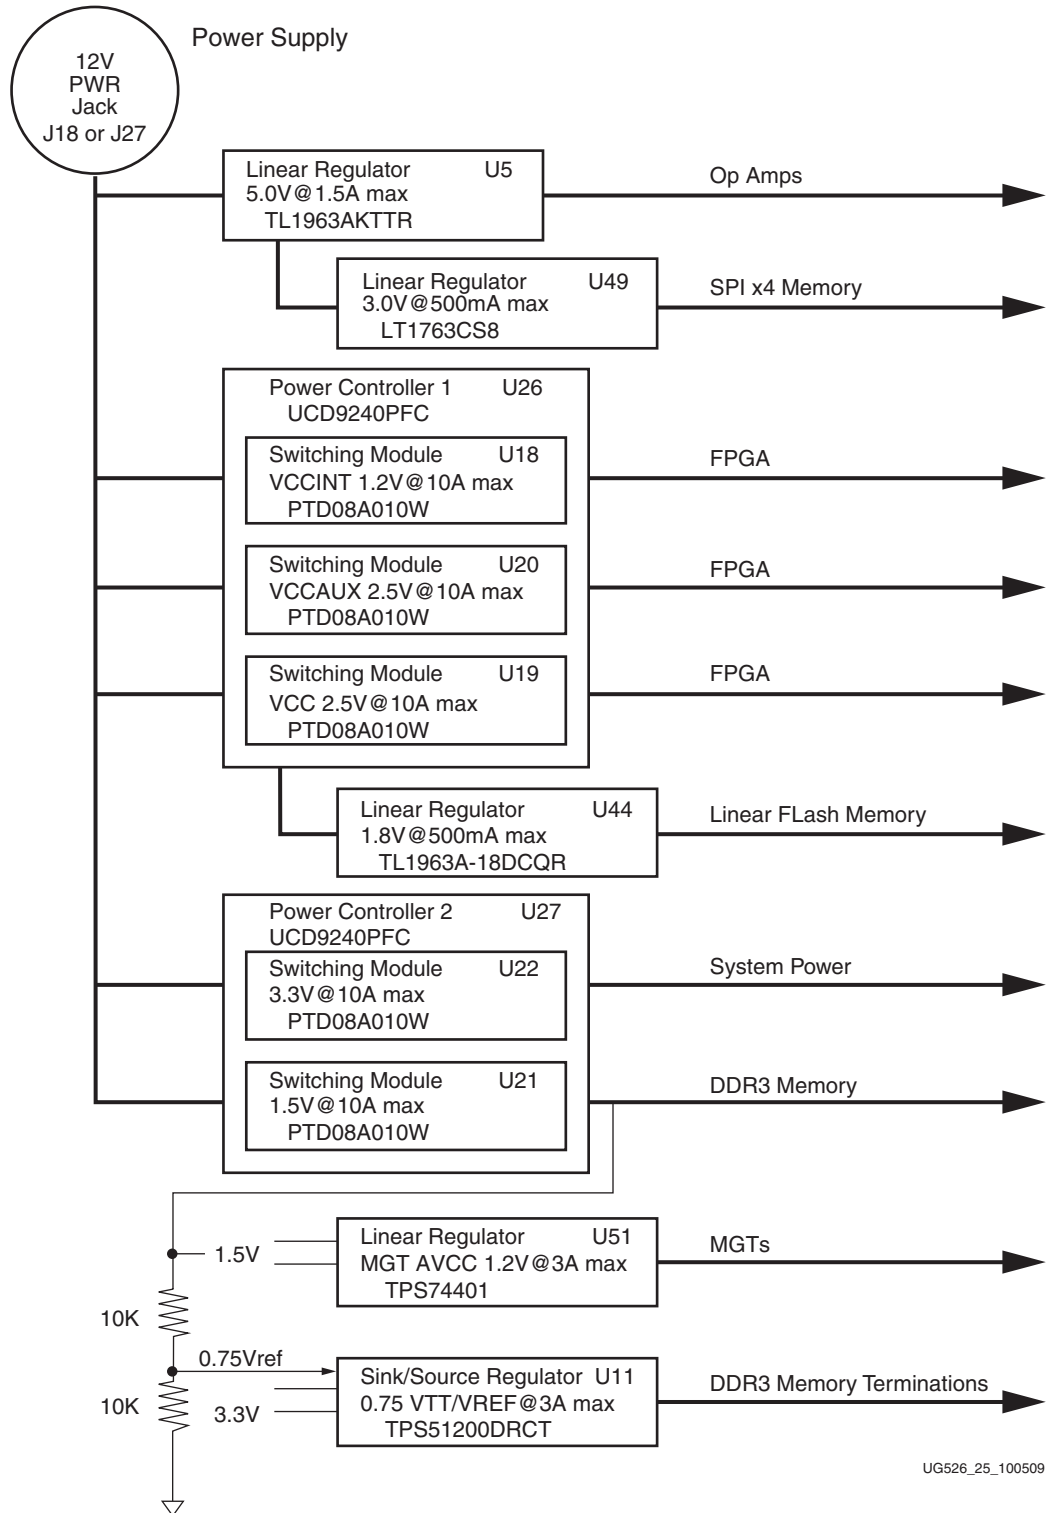 Power Supply
12V
PWR
Jack
J18 or J27
Linear Regulator U5
5.0V@1.5A max
TL1963AKTTR
Op Amps
Linear Regulator U49
3.0V@500mA max
LT1763CS8
SPI x4 Memory
Power Controller 1 U26
UCD9240PFC
Switching Module U18
VCCINT 1.2V@10A max
PTD08A010W
FPGA
Switching Module U20
VCCAUX 2.5V@10A max
PTD08A010W
FPGA
Switching Module U19
VCC 2.5V@10A max
PTD08A010W
FPGA
Linear Regulator U44
1.8V@500mA max
TL1963A-18DCQR
Linear FLash Memory
Power Controller 2 U27
UCD9240PFC
Switching Module U22
3.3V@10A max
PTD08A010W
System Power
Switching Module U21
1.5V@10A max
PTD08A010W
DDR3 Memory
1.5V
Linear Regulator U51
MGT AVCC 1.2V@3A max
TPS74401
MGTs
10K
0.75Vref
Sink/Source Regulator U11
0.75 VTT/VREF@3A max
TPS51200DRCT
DDR3 Memory Terminations
10K
3.3V
UG526_25_100509